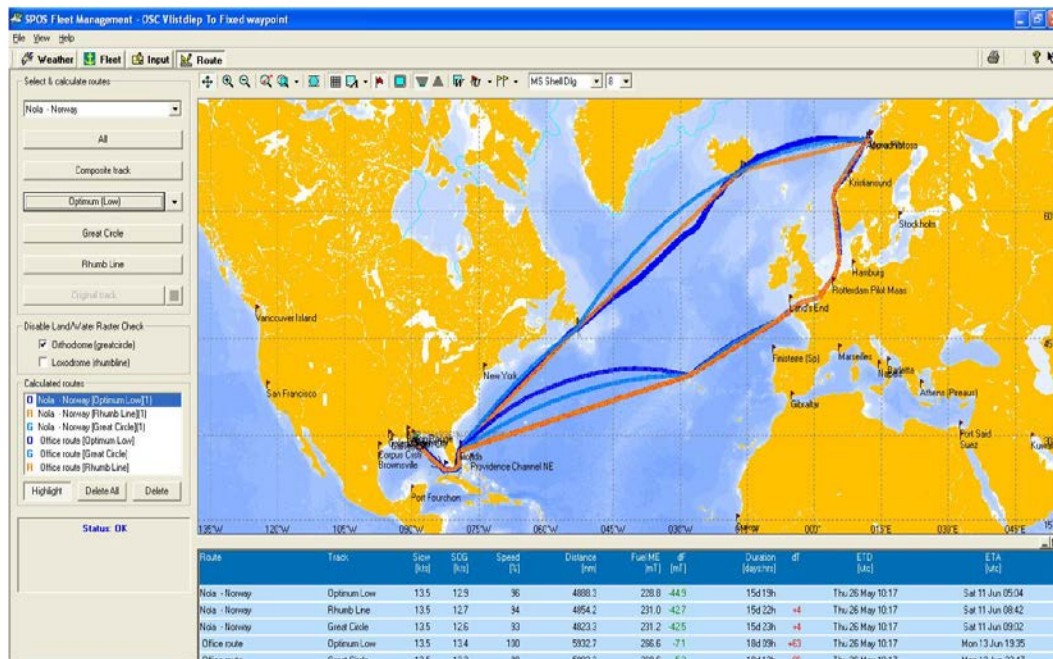 SPOS Fleet Management - OSC Vlistdiep To Fixed waypoint
File View Help
Weather Fleet Input Route
Select & calculate routes
MS Shell Dlg 8
Nola - Norway
All
Composite track
Optimum (Low)
Great Circle
Rhumb Line
Original track
Disable Land/Water Raster Check
Orthodrome (greatcircle)
Loxodrome (rhumbline)
Calculated routes
O Nola - Norway [Optimum Low](1)
R Nola - Norway [Rhumb Line](1)
G Nola - Norway [Great Circle](1)
O Office route [Optimum Low]
G Office route [Great Circle]
R Office route [Rhumb Line]
Highlight Delete All Delete
Status: OK
Kristiansund
Stockholm
Hamburg
Rotterdam Pilot Maas
Land's End
Vancouver Island
New York
Finisterre (Sp)
Marseilles
Barletta
San Francisco
Gibraltar
Athens (Piraeus)
Port Said
Suez
Corpus Cristi
Brownsville
Florida
Providence Channel NE
Port Fourchon
135°W 120°W 105°W 90°W 75°W 60°W 45°W 30°W 15°W 000° 015°E 030°E 045°E
Route Track Slow SOG Speed Distance Fuel ME dF Duration dT ETD ETA
[kts] [kts] [%] [nm] [mT] [mT] [days:hrs] [utc] [utc]
Nola - Norway Optimum Low 13.5 12.9 96 4888.3 228.8 -44.9 15d 19h Thu 26 May 10:17 Sat 11 Jun 05:04
Nola - Norway Rhumb Line 13.5 12.7 94 4854.2 231.0 -42.7 15d 22h +4 Thu 26 May 10:17 Sat 11 Jun 08:42
Nola - Norway Great Circle 13.5 12.6 93 4823.3 231.2 -42.5 15d 23h +4 Thu 26 May 10:17 Sat 11 Jun 09:02
Office route Optimum Low 13.5 13.4 100 5932.7 266.6 -7.1 18d 09h +63 Thu 26 May 10:17 Mon 13 Jun 19:35